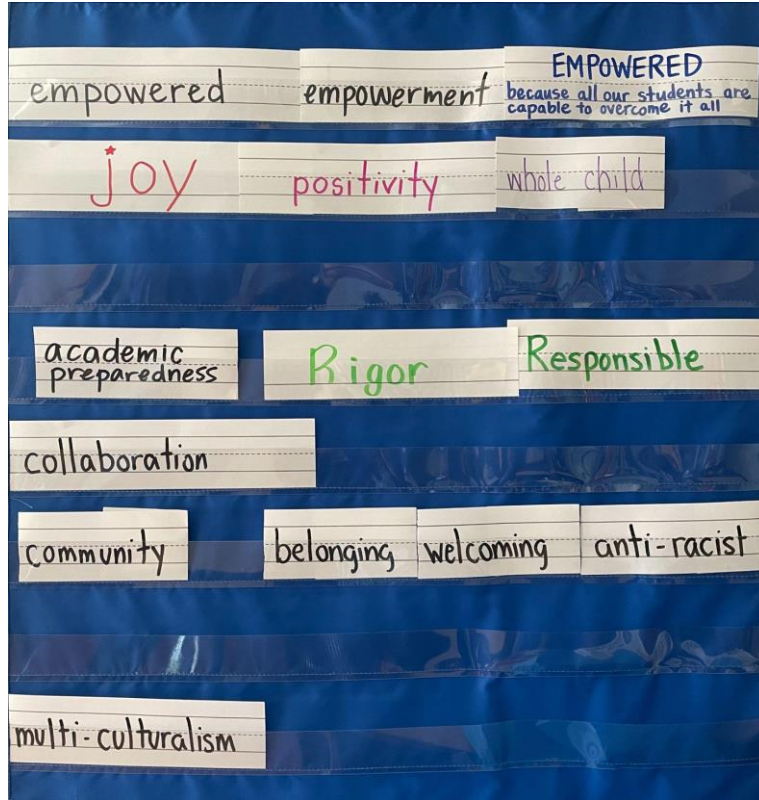 empowered empowerment EMPOWERED
because all our students are
capable to overcome it all
joy positivity whole child
academic
preparedness
Rigor Responsible
collaboration
community belonging welcoming anti-racist
multi-culturalism